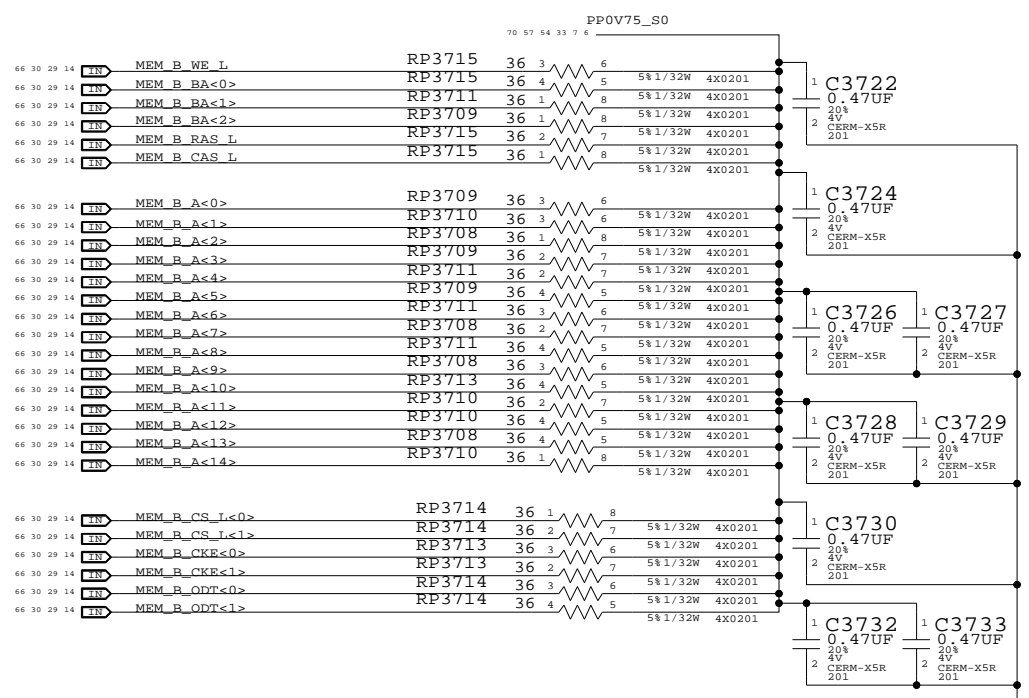 PP0V75_S0
70 57 54 33 7 6
66 30 29 14 IN MEM_B_WE_L RP3715 36 3 6 5% 1/32W 4X0201
66 30 29 14 IN MEM_B_BA<0> RP3715 36 4 5 5% 1/32W 4X0201
66 30 29 14 IN MEM_B_BA<1> RP3711 36 1 8 5% 1/32W 4X0201
66 30 29 14 IN MEM_B_BA<2> RP3709 36 1 8 5% 1/32W 4X0201
66 30 29 14 IN MEM_B_RAS_L RP3715 36 2 7 5% 1/32W 4X0201
66 30 29 14 IN MEM_B_CAS_L RP3715 36 1 8 5% 1/32W 4X0201
1 C3722
0.47UF
20%
4V
2 CERM-X5R
201
66 30 29 14 IN MEM_B_A<0> RP3709 36 3 6 5% 1/32W 4X0201
66 30 29 14 IN MEM_B_A<1> RP3710 36 3 6 5% 1/32W 4X0201
66 30 29 14 IN MEM_B_A<2> RP3708 36 1 8 5% 1/32W 4X0201
66 30 29 14 IN MEM_B_A<3> RP3709 36 2 7 5% 1/32W 4X0201
66 30 29 14 IN MEM_B_A<4> RP3711 36 2 7 5% 1/32W 4X0201
66 30 29 14 IN MEM_B_A<5> RP3709 36 4 5 5% 1/32W 4X0201
66 30 29 14 IN MEM_B_A<6> RP3711 36 3 6 5% 1/32W 4X0201
66 30 29 14 IN MEM_B_A<7> RP3708 36 2 7 5% 1/32W 4X0201
66 30 29 14 IN MEM_B_A<8> RP3711 36 4 5 5% 1/32W 4X0201
66 30 29 14 IN MEM_B_A<9> RP3708 36 3 6 5% 1/32W 4X0201
66 30 29 14 IN MEM_B_A<10> RP3713 36 4 5 5% 1/32W 4X0201
66 30 29 14 IN MEM_B_A<11> RP3710 36 2 7 5% 1/32W 4X0201
66 30 29 14 IN MEM_B_A<12> RP3710 36 4 5 5% 1/32W 4X0201
66 30 29 14 IN MEM_B_A<13> RP3708 36 4 5 5% 1/32W 4X0201
66 30 29 14 IN MEM_B_A<14> RP3710 36 1 8 5% 1/32W 4X0201
1 C3724
0.47UF
20%
4V
2 CERM-X5R
201
1 C3726 1 C3727
0.47UF 0.47UF
20% 20%
4V 4V
2 CERM-X5R 2 CERM-X5R
201 201
1 C3728 1 C3729
0.47UF 0.47UF
20% 20%
4V 4V
2 CERM-X5R 2 CERM-X5R
201 201
66 30 29 14 IN MEM_B_CS_L<0> RP3714 36 1 8 5% 1/32W 4X0201
66 30 29 14 IN MEM_B_CS_L<1> RP3714 36 2 7 5% 1/32W 4X0201
66 30 29 14 IN MEM_B_CKE<0> RP3713 36 3 6 5% 1/32W 4X0201
66 30 29 14 IN MEM_B_CKE<1> RP3713 36 2 7 5% 1/32W 4X0201
66 30 29 14 IN MEM_B_ODT<0> RP3714 36 3 6 5% 1/32W 4X0201
66 30 29 14 IN MEM_B_ODT<1> RP3714 36 4 5 5% 1/32W 4X0201
1 C3730
0.47UF
20%
4V
2 CERM-X5R
201
1 C3732 1 C3733
0.47UF 0.47UF
20% 20%
4V 4V
2 CERM-X5R 2 CERM-X5R
201 201